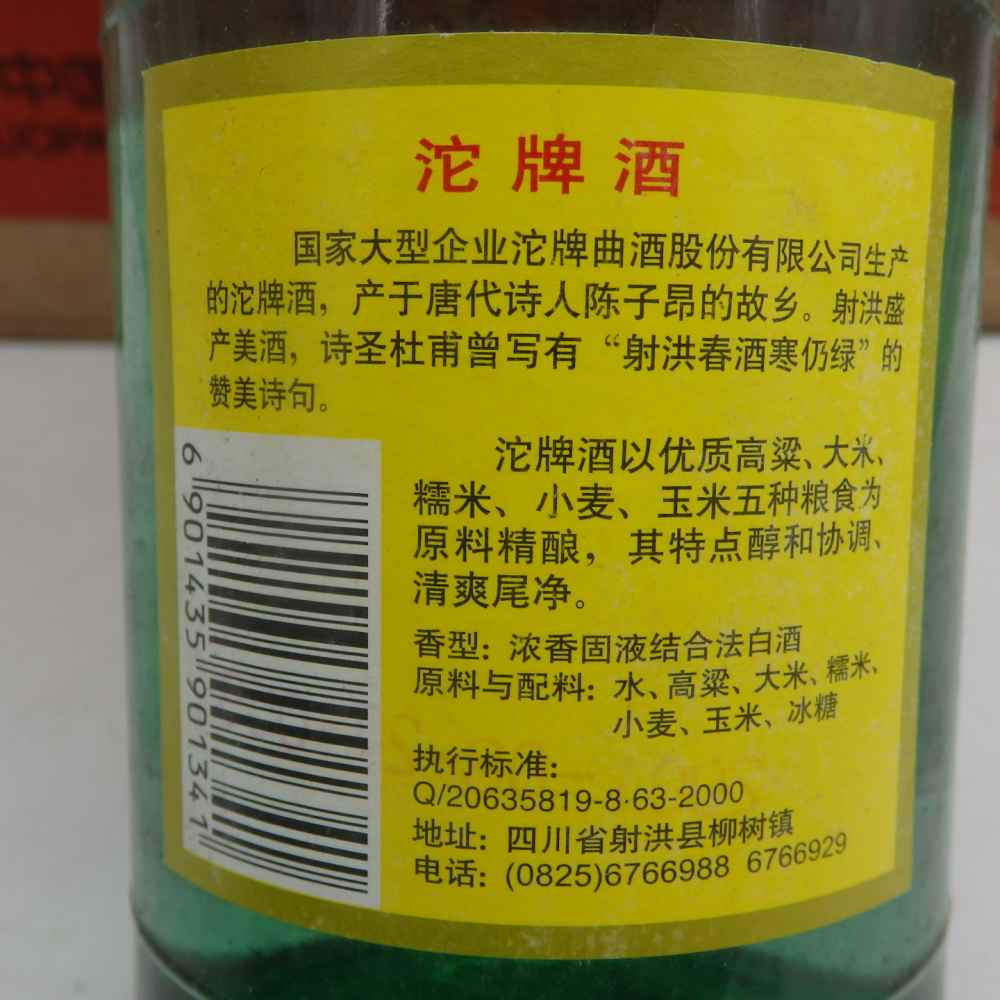 中国
沱牌酒
国家大型企业沱牌曲酒股份有限公司生产
的沱牌酒，产于唐代诗人陈子昂的故乡。射洪盛
产美酒，诗圣杜甫曾写有“射洪春酒寒仍绿”的
赞美诗句。
沱牌酒以优质高粱、大米、
糯米、小麦、玉米五种粮食为
原料精酿，其特点醇和协调、
清爽尾净。
香型：浓香固液结合法白酒
原料与配料：水、高粱、大米、糯米、
小麦、玉米、冰糖
执行标准：
Q/20635819-8·63-2000
地址：四川省射洪县柳树镇
电话：(0825)6766988 6766929
6 901435 901341